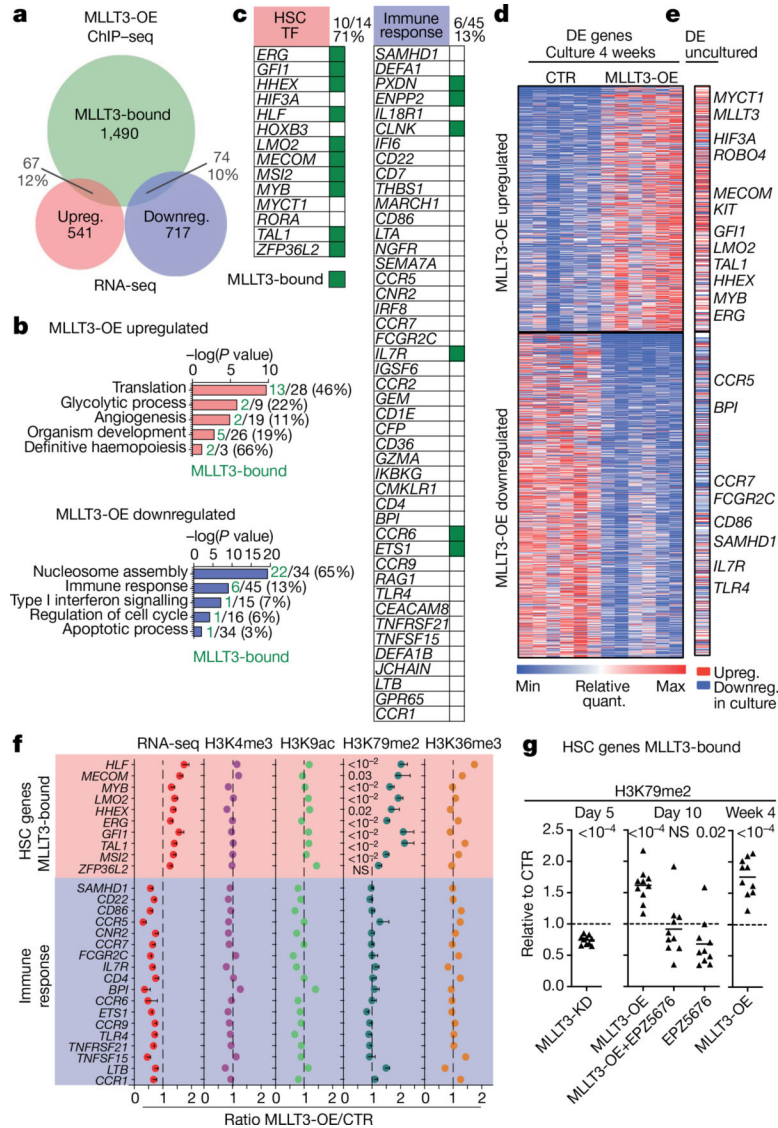 a
MLLT3-OE
ChIP–seq
MLLT3-bound
1,490
67
12%
74
10%
Upreg.
541
Downreg.
717
RNA-seq
b MLLT3-OE upregulated
–log(P value)
0 5 10
Translation 13/28 (46%)
Glycolytic process 2/9 (22%)
Angiogenesis 2/19 (11%)
Organism development 5/26 (19%)
Definitive haemopoiesis 2/3 (66%)
MLLT3-bound
MLLT3-OE downregulated
–log(P value)
0 5 10 15 20
Nucleosome assembly 22/34 (65%)
Immune response 6/45 (13%)
Type I interferon signalling 1/15 (7%)
Regulation of cell cycle 1/16 (6%)
Apoptotic process 1/34 (3%)
MLLT3-bound
c
HSC
TF
10/14
71%
ERG
GFI1
HHEX
HIF3A
HLF
HOXB3
LMO2
MECOM
MSI2
MYB
MYCT1
RORA
TAL1
ZFP36L2
MLLT3-bound
Immune
response
6/45
13%
SAMHD1
DEFA1
PXDN
ENPP2
IL18R1
CLNK
IFI6
CD22
CD7
THBS1
MARCH1
CD86
LTA
NGFR
SEMA7A
CCR5
CNR2
IRF8
CCR7
FCGR2C
IL7R
IGSF6
CCR2
GEM
CD1E
CFP
CD36
GZMA
IKBKG
CMKLR1
CD4
BPI
CCR6
ETS1
CCR9
RAG1
TLR4
CEACAM8
TNFRSF21
TNFSF15
DEFA1B
JCHAIN
LTB
GPR65
CCR1
d
DE genes
Culture 4 weeks
CTR MLLT3-OE
MLLT3-OE upregulated
MLLT3-OE downregulated
Min Relative quant. Max
e
DE
uncultured
MYCT1
MLLT3
HIF3A
ROBO4
MECOM
KIT
GFI1
LMO2
TAL1
HHEX
MYB
ERG
CCR5
BPI
CCR7
FCGR2C
CD86
SAMHD1
IL7R
TLR4
Upreg.
Downreg.
in culture
f
RNA-seq H3K4me3 H3K9ac H3K79me2 H3K36me3
HSC genes
MLLT3-bound
HLF <10⁻²
MECOM 0.03
MYB <10⁻²
LMO2 <10⁻²
HHEX 0.02
ERG <10⁻²
GFI1 <10⁻²
TAL1 <10⁻²
MSI2 <10⁻²
ZFP36L2 NS
Immune
response
SAMHD1
CD22
CD86
CCR5
CNR2
CCR7
FCGR2C
IL7R
CD4
BPI
CCR6
ETS1
CCR9
TLR4
TNFRSF21
TNFSF15
LTB
CCR1
0 1 2 0 1 2 0 1 2 0 1 2 0 1 2
Ratio MLLT3-OE/CTR
g HSC genes MLLT3-bound
H3K79me2
Day 5 Day 10 Week 4
<10⁻⁴ <10⁻⁴ NS 0.02 <10⁻⁴
Relative to CTR
2.5
2.0
1.5
1.0
0.5
0
MLLT3-KD
MLLT3-OE
MLLT3-OE+EPZ5676
EPZ5676
MLLT3-OE